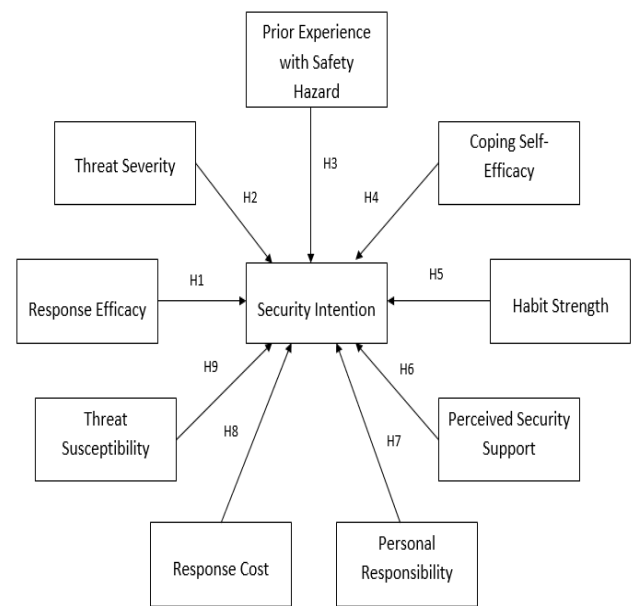 Prior Experience
with Safety
Hazard
Threat Severity
Coping Self-
Efficacy
H3
H2
H4
Response Efficacy
H1
Security Intention
H5
Habit Strength
H9
H6
Threat
Susceptibility
H8
H7
Perceived Security
Support
Response Cost
Personal
Responsibility